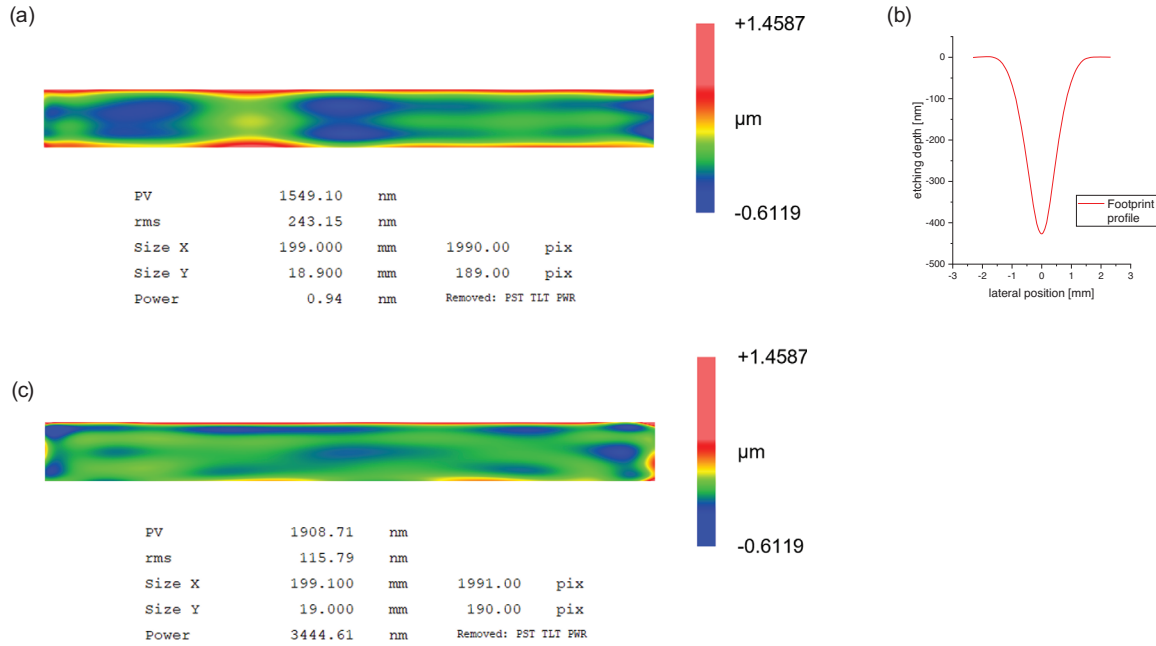 (a)
+1.4587
µm
-0.6119
PV 1549.10 nm
rms 243.15 nm
Size X 199.000 mm 1990.00 pix
Size Y 18.900 mm 189.00 pix
Power 0.94 nm Removed: PST TLT PWR
(b)
0
-100
-200
-300
-400
-500
etching depth [nm]
-3 -2 -1 0 1 2 3
lateral position [mm]
Footprint
profile
(c)
+1.4587
µm
-0.6119
PV 1908.71 nm
rms 115.79 nm
Size X 199.100 mm 1991.00 pix
Size Y 19.000 mm 190.00 pix
Power 3444.61 nm Removed: PST TLT PWR